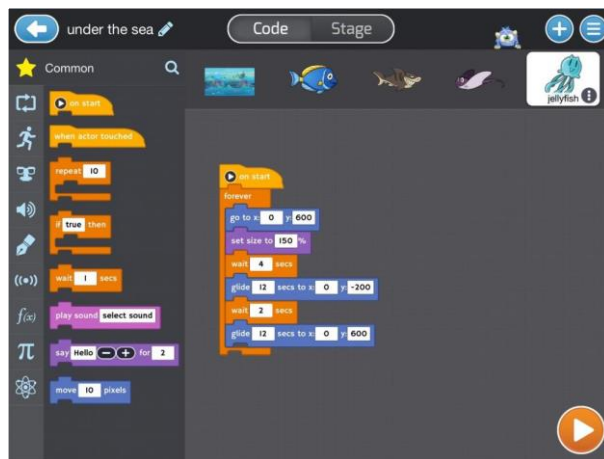 under the sea
Code Stage
Common
jellyfish
on start
when actor touched
repeat 10
if true then
wait 1 secs
play sound select sound
say Hello - + for 2
move 10 pixels
f(x)
π
on start
forever
go to x: 0 y: 600
set size to 150 %
wait 4 secs
glide 12 secs to x: 0 y: -200
wait 2 secs
glide 12 secs to x: 0 y: 600